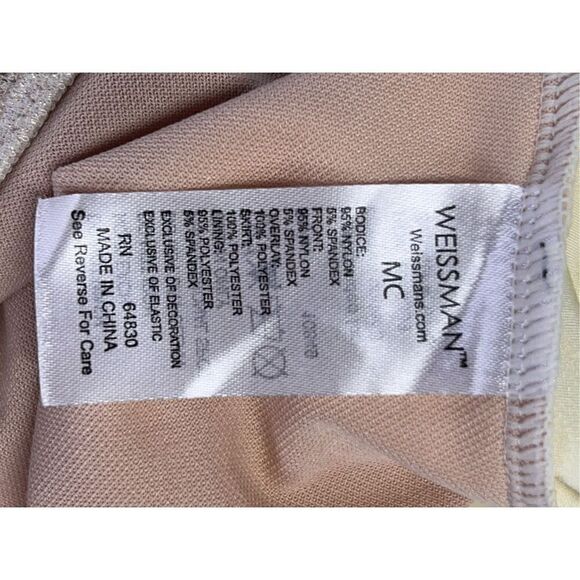 WEISSMAN™
Weissmans.com
MC
BODICE:
95% NYLON
5% SPANDEX
FRONT:
95% NYLON
5% SPANDEX
OVERLAY:
100% POLYESTER
SKIRT:
100% POLYESTER
LINING:
95% POLYESTER
5% SPANDEX
EXCLUSIVE OF DECORATION
EXCLUSIVE OF ELASTIC
RN 64830
MADE IN CHINA
See Reverse For Care